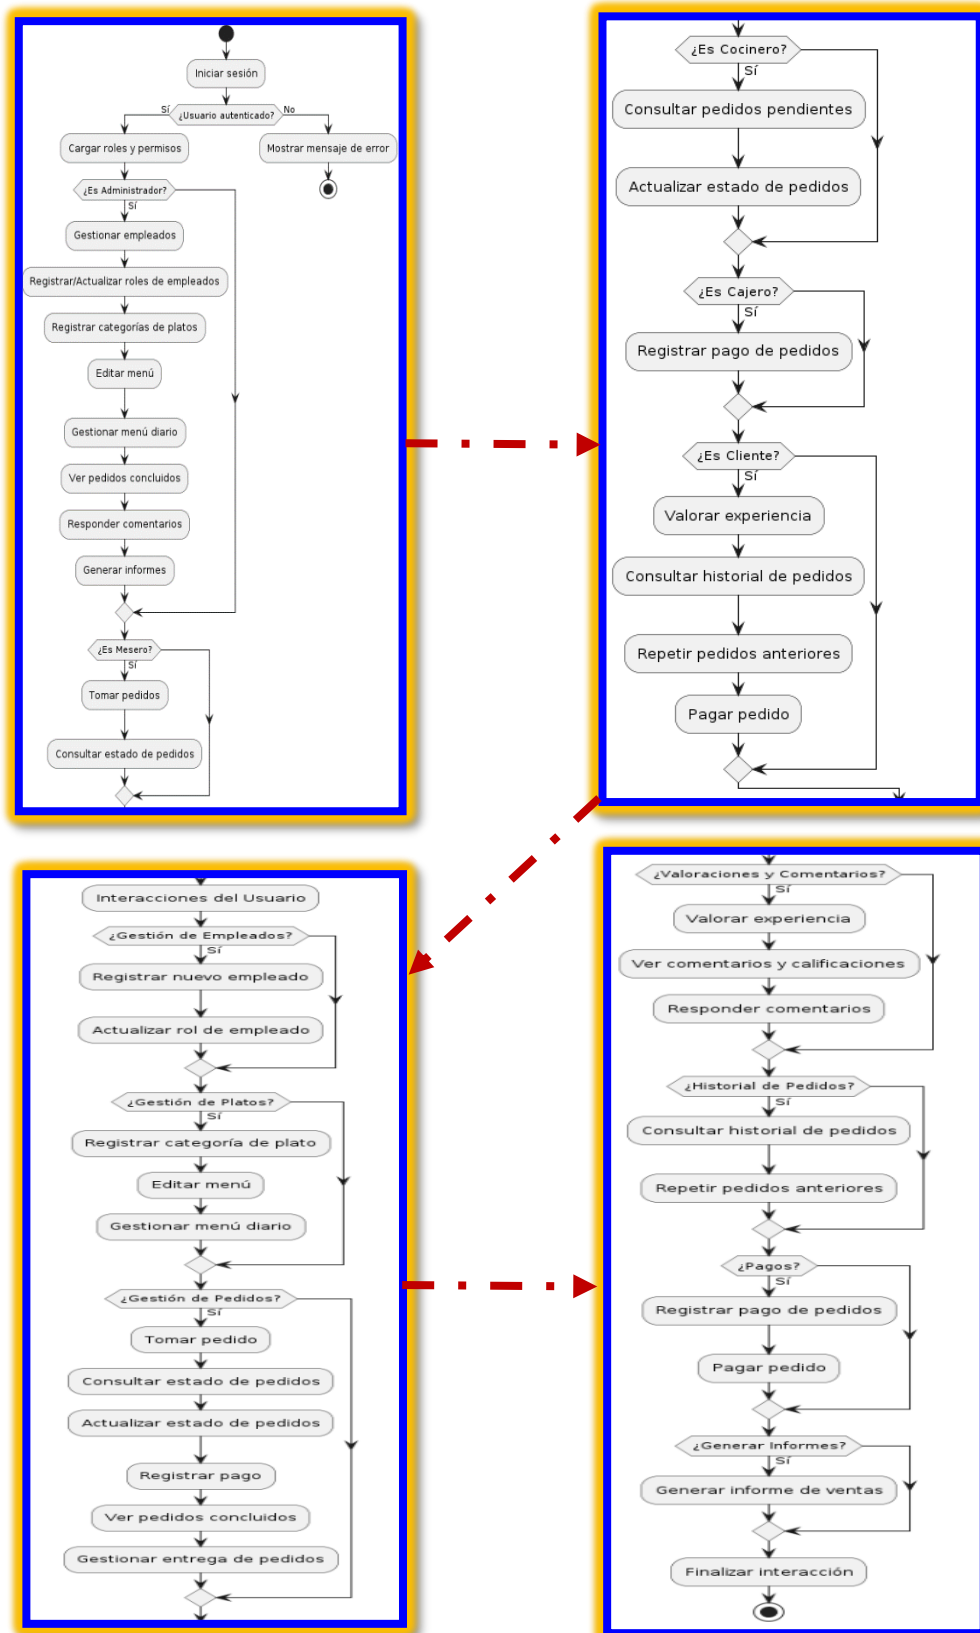 Iniciar sesión
Sí
¿Usuario autenticado?
No
Cargar roles y permisos
Mostrar mensaje de error
¿Es Administrador?
Sí
Gestionar empleados
Registrar/Actualizar roles de empleados
Registrar categorías de platos
Editar menú
Gestionar menú diario
Ver pedidos concluidos
Responder comentarios
Generar informes
¿Es Mesero?
Sí
Tomar pedidos
Consultar estado de pedidos
¿Es Cocinero?
Sí
Consultar pedidos pendientes
Actualizar estado de pedidos
¿Es Cajero?
Sí
Registrar pago de pedidos
¿Es Cliente?
Sí
Valorar experiencia
Consultar historial de pedidos
Repetir pedidos anteriores
Pagar pedido
Interacciones del Usuario
¿Gestión de Empleados?
Sí
Registrar nuevo empleado
Actualizar rol de empleado
¿Gestión de Platos?
Sí
Registrar categoría de plato
Editar menú
Gestionar menú diario
¿Gestión de Pedidos?
Sí
Tomar pedido
Consultar estado de pedidos
Actualizar estado de pedidos
Registrar pago
Ver pedidos concluidos
Gestionar entrega de pedidos
¿Valoraciones y Comentarios?
Sí
Valorar experiencia
Ver comentarios y calificaciones
Responder comentarios
¿Historial de Pedidos?
Sí
Consultar historial de pedidos
Repetir pedidos anteriores
¿Pagos?
Sí
Registrar pago de pedidos
Pagar pedido
¿Generar Informes?
Sí
Generar informe de ventas
Finalizar interacción